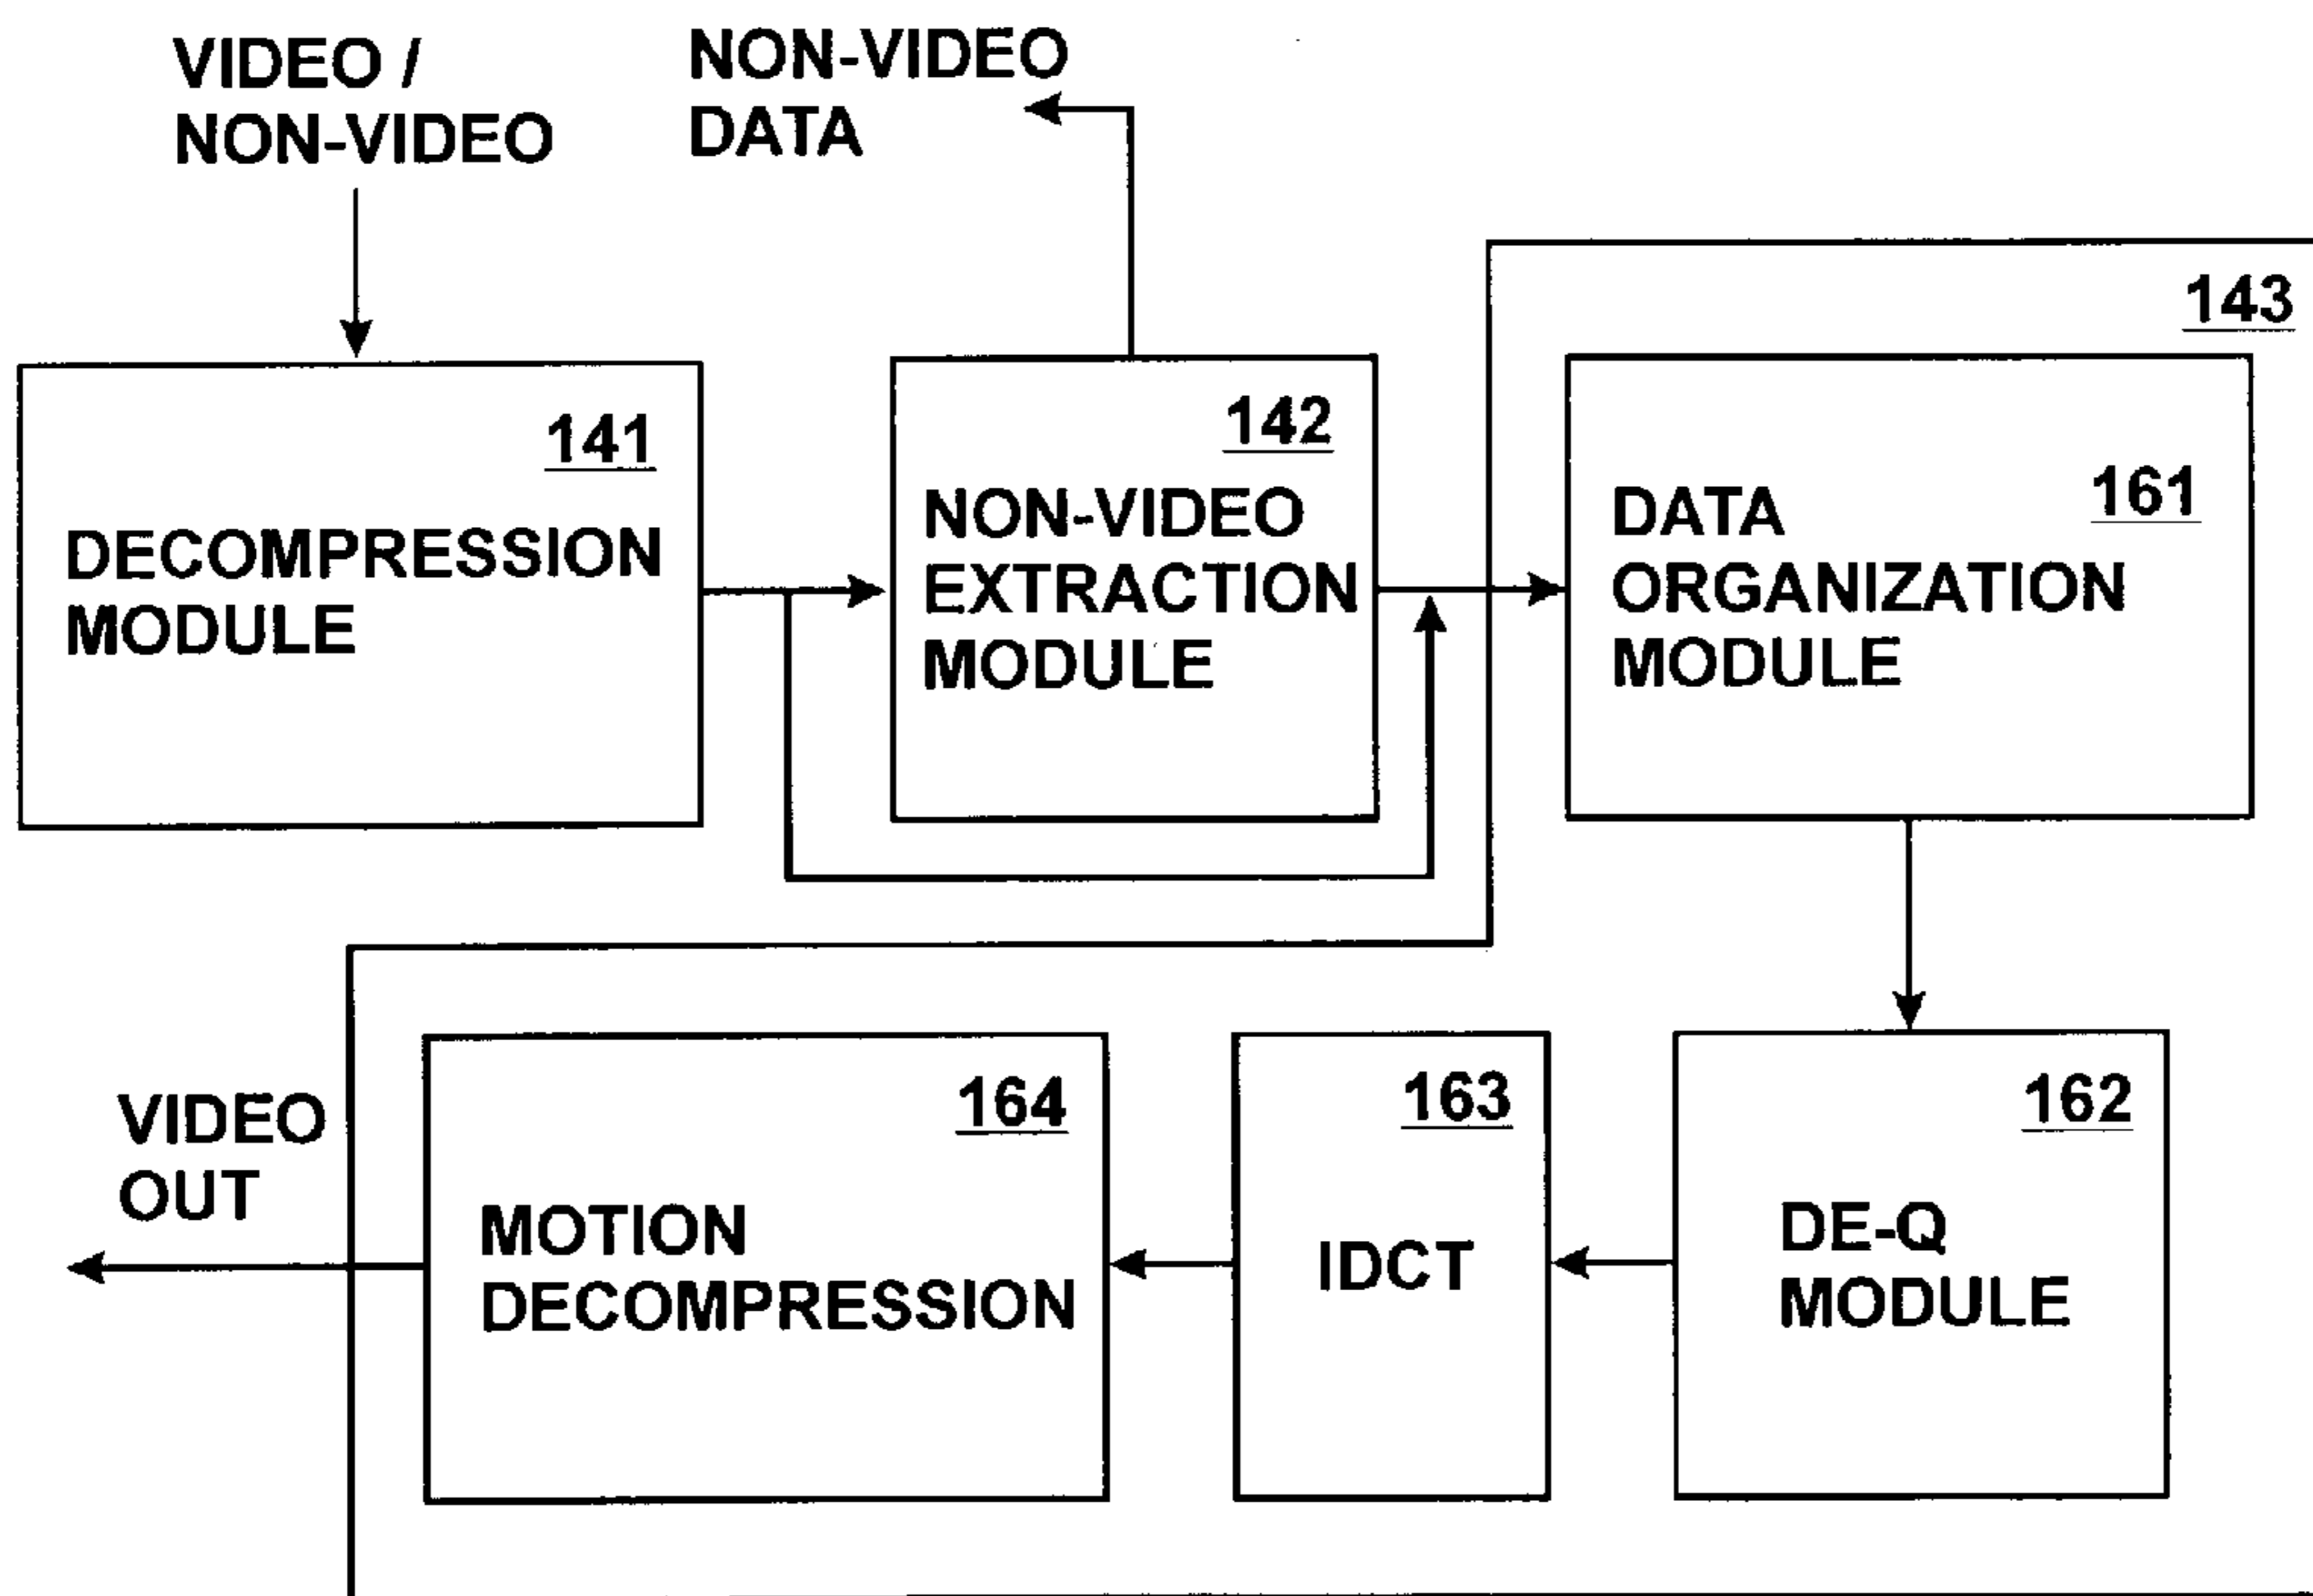 VIDEO /
NON-VIDEO
NON-VIDEO
DATA
143
141
DECOMPRESSION
MODULE
142
NON-VIDEO
EXTRACTION
MODULE
161
DATA
ORGANIZATION
MODULE
VIDEO
OUT
164
MOTION
DECOMPRESSION
163
IDCT
162
DE-Q
MODULE